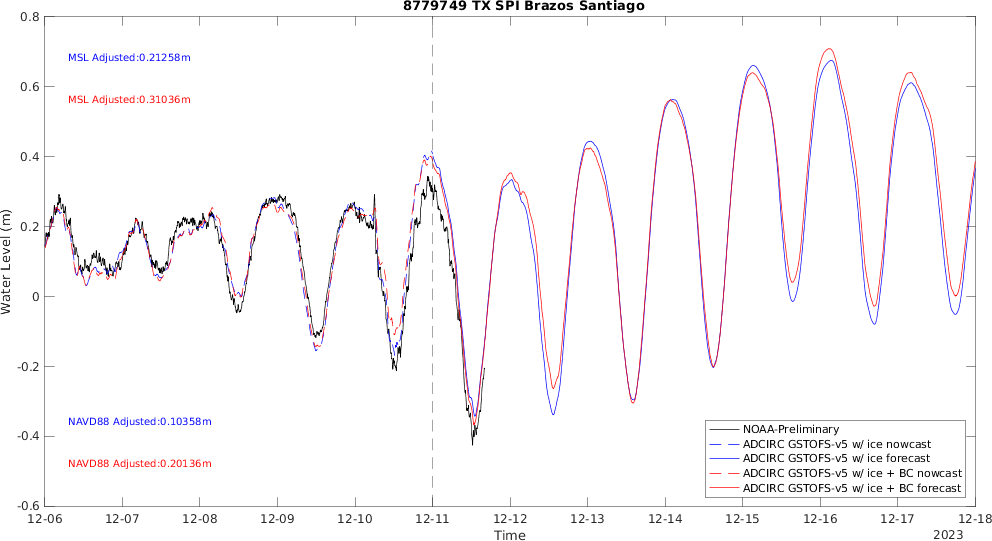 8779749 TX SPI Brazos Santiago
0.8
0.6
0.4
0.2
0
-0.2
-0.4
-0.6
Water Level (m)
MSL Adjusted:0.21258m
MSL Adjusted:0.31036m
NAVD88 Adjusted:0.10358m
NAVD88 Adjusted:0.20136m
NOAA-Preliminary
ADCIRC GSTOFS-v5 w/ ice nowcast
ADCIRC GSTOFS-v5 w/ ice forecast
ADCIRC GSTOFS-v5 w/ ice + BC nowcast
ADCIRC GSTOFS-v5 w/ ice + BC forecast
12-06 12-07 12-08 12-09 12-10 12-11 12-12 12-13 12-14 12-15 12-16 12-17 12-18
Time
2023